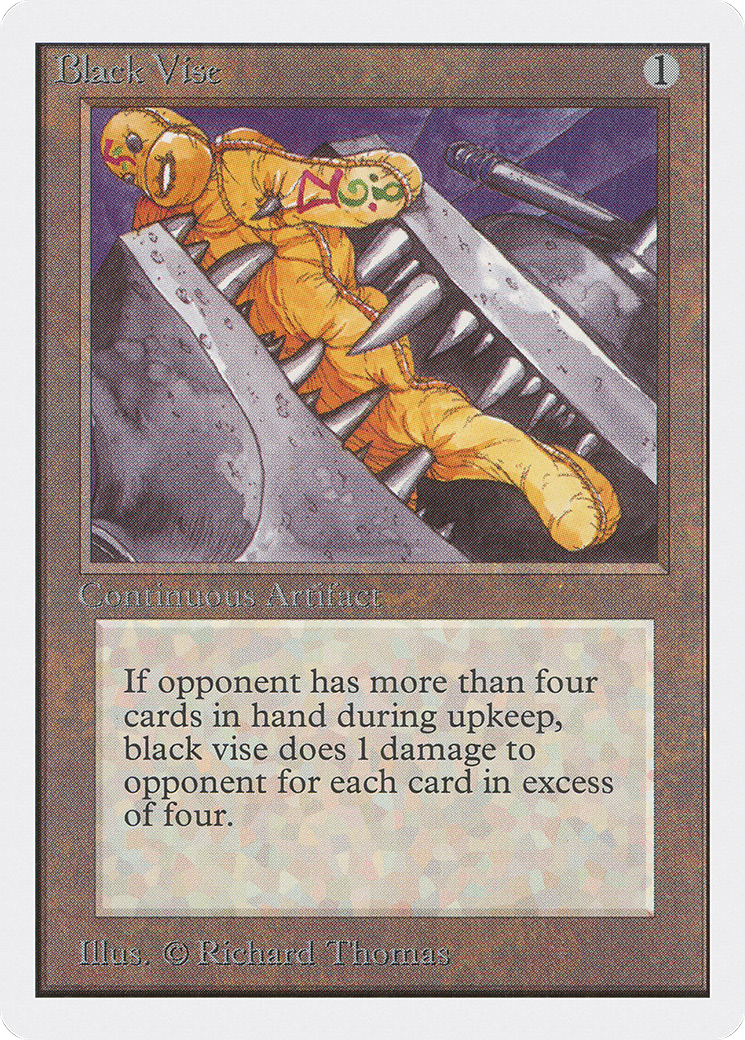 Black Vise 1
Continuous Artifact
If opponent has more than four
cards in hand during upkeep,
black vise does 1 damage to
opponent for each card in excess
of four.
Illus. © Richard Thomas